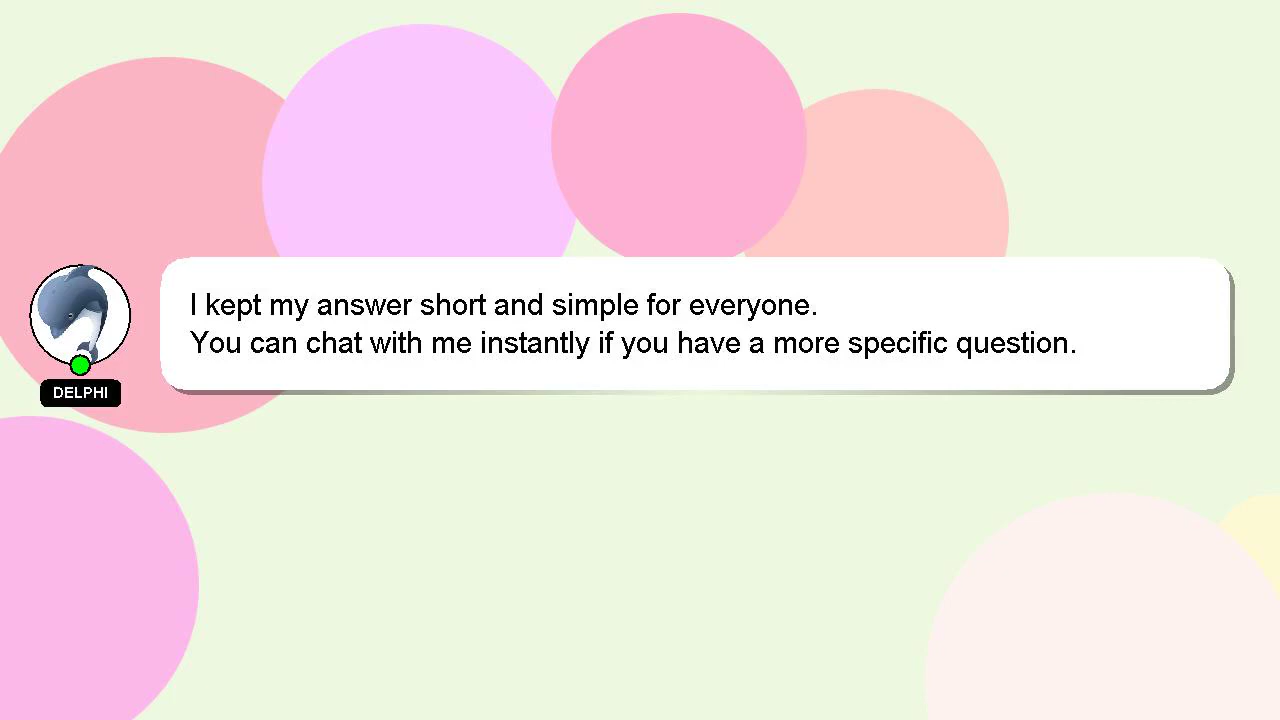 I kept my answer short and simple for everyone.
You can chat with me instantly if you have a more specific question.
DELPHI